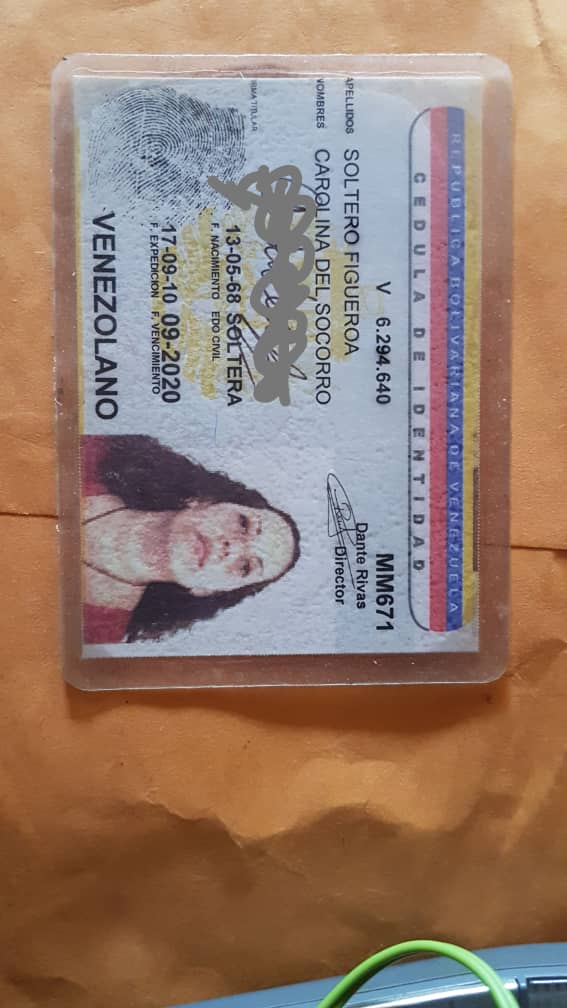 REPUBLICA BOLIVARIANA DE VENEZUELA
CEDULA DE IDENTIDAD
V 6.294.640
MM671
APELLIDOS SOLTERO FIGUEROA
Dante Rivas
Director
NOMBRES CAROLINA DEL SOCORRO
FIRMA TITULAR
13-05-68 SOLTERA
F. NACIMIENTO EDO CIVIL
17-09-10 09-2020
F. EXPEDICION F. VENCIMIENTO
VENEZOLANO